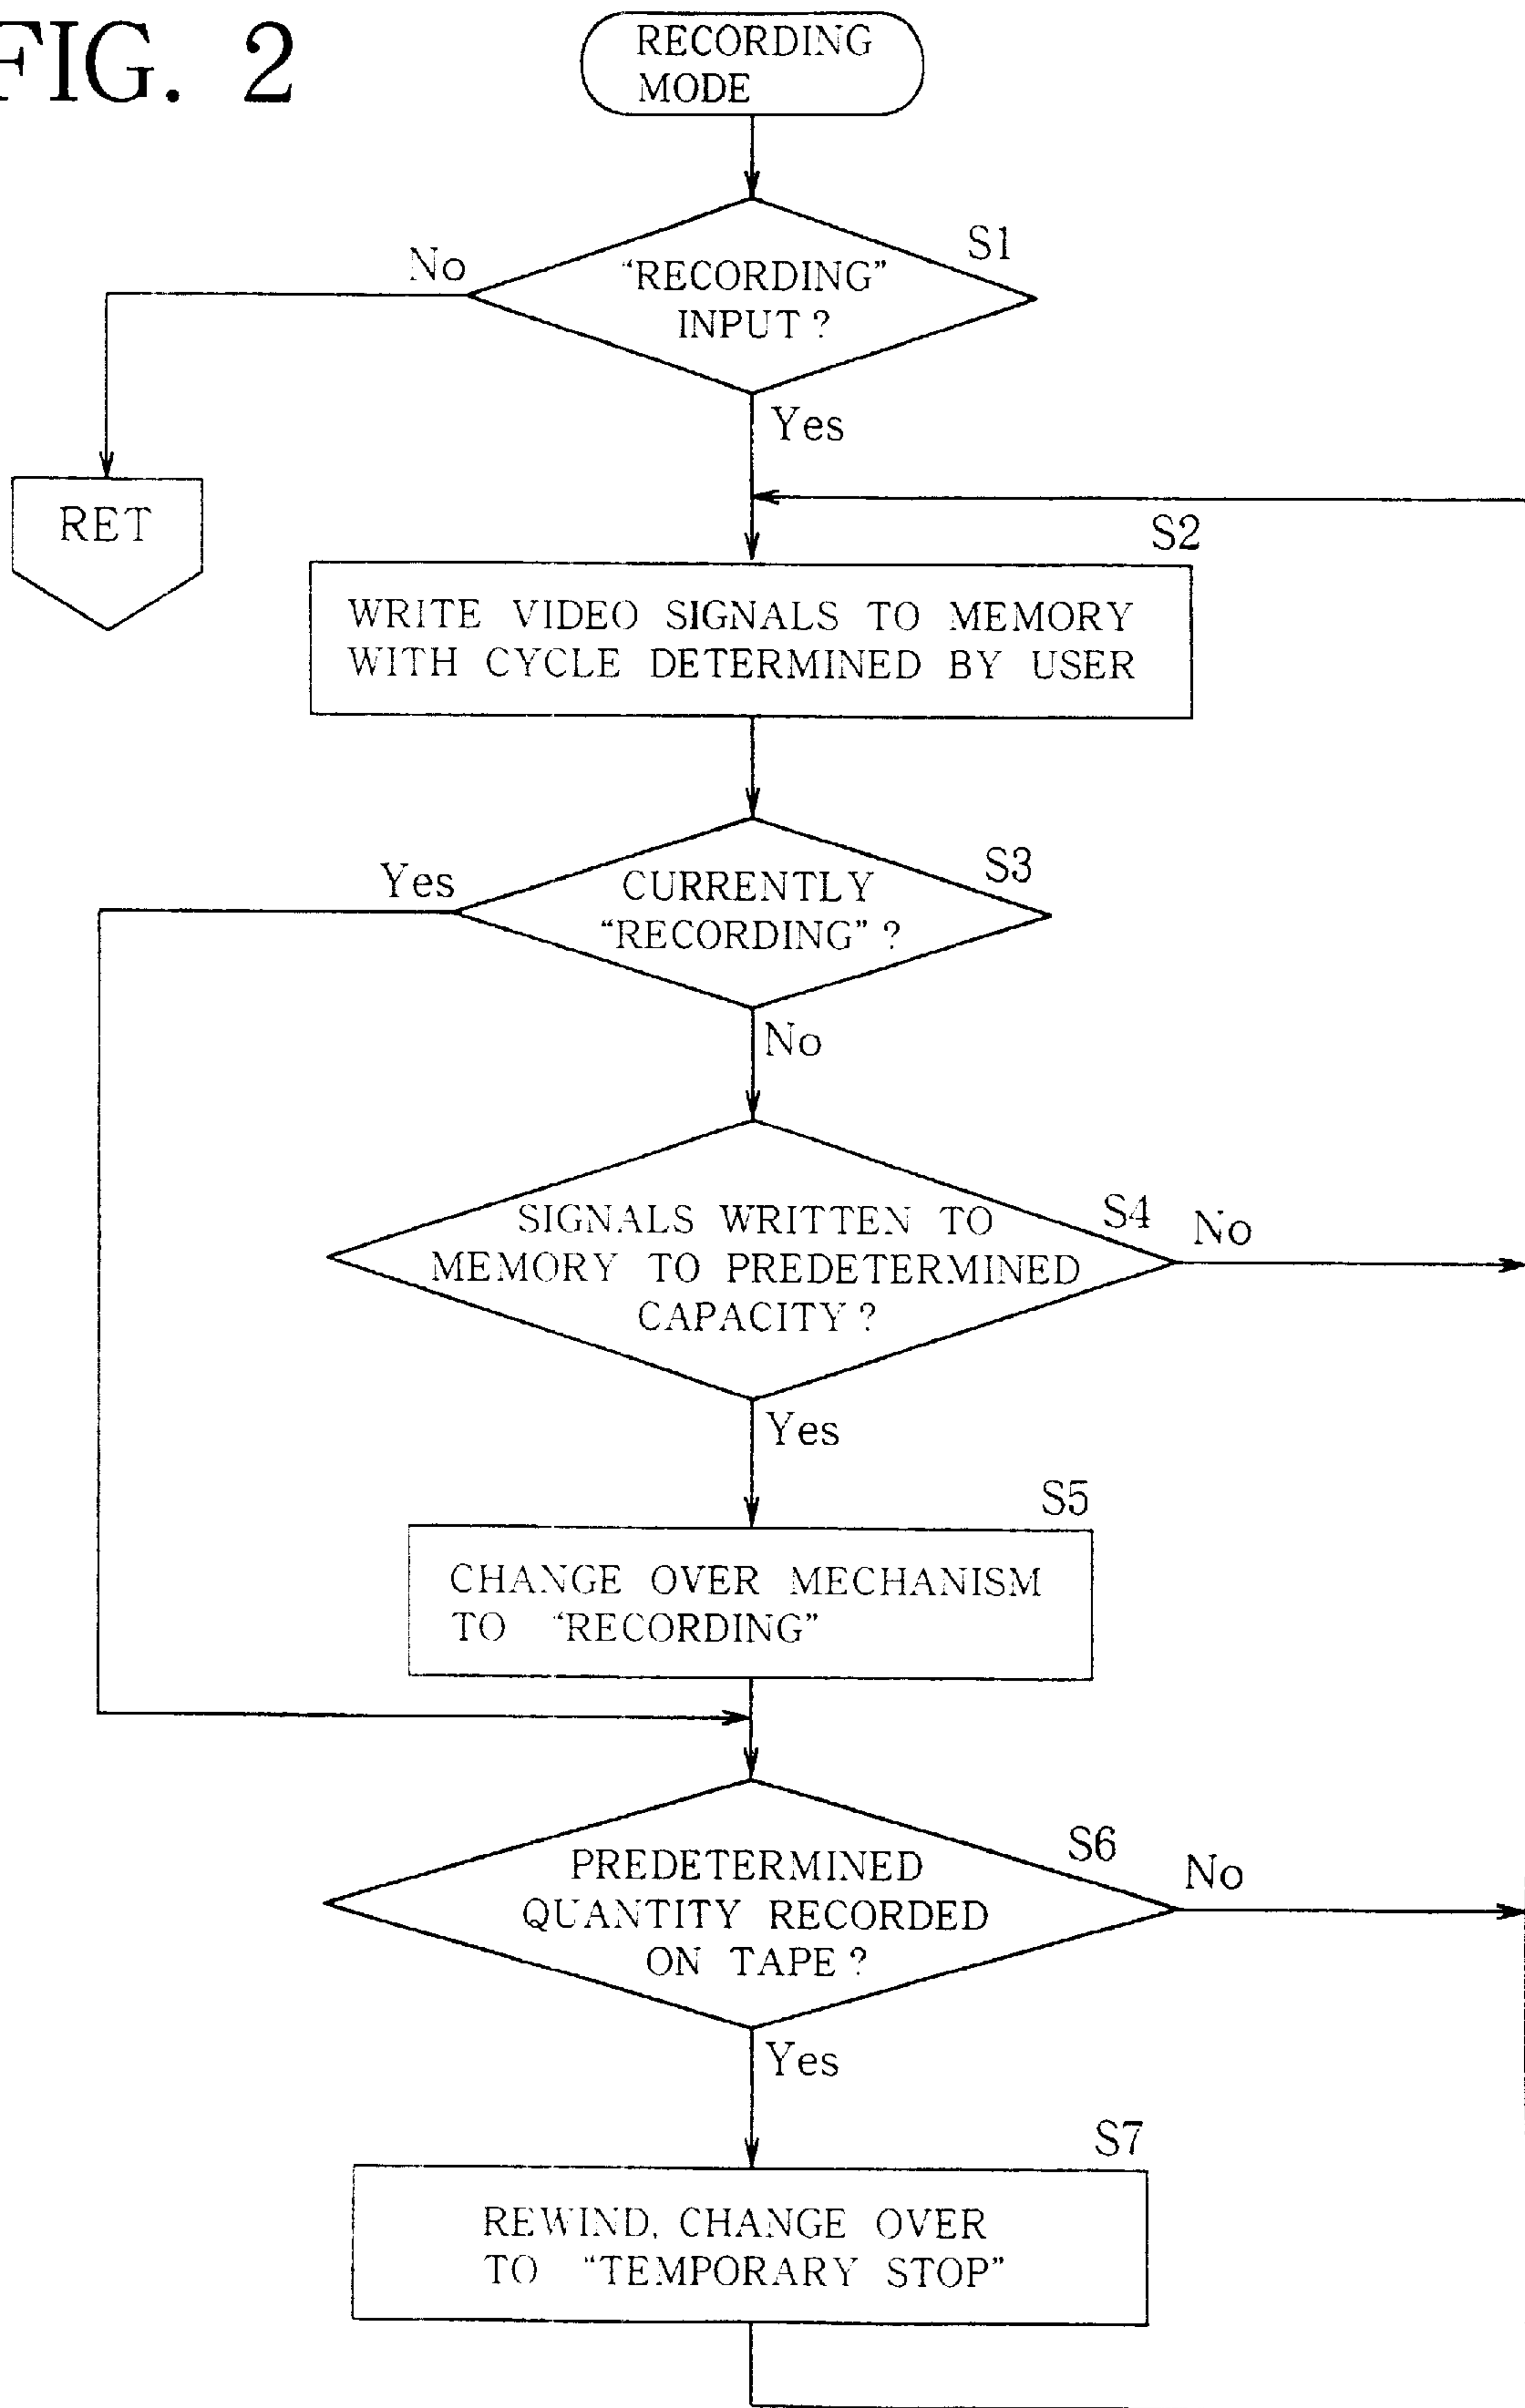 FIG. 2
RECORDING
MODE
No
S1
"RECORDING"
INPUT?
Yes
RET
S2
WRITE VIDEO SIGNALS TO MEMORY
WITH CYCLE DETERMINED BY USER
Yes
S3
CURRENTLY
"RECORDING"?
No
S4
No
SIGNALS WRITTEN TO
MEMORY TO PREDETERMINED
CAPACITY?
Yes
S5
CHANGE OVER MECHANISM
TO "RECORDING"
S6
No
PREDETERMINED
QUANTITY RECORDED
ON TAPE?
Yes
S7
REWIND, CHANGE OVER
TO "TEMPORARY STOP"